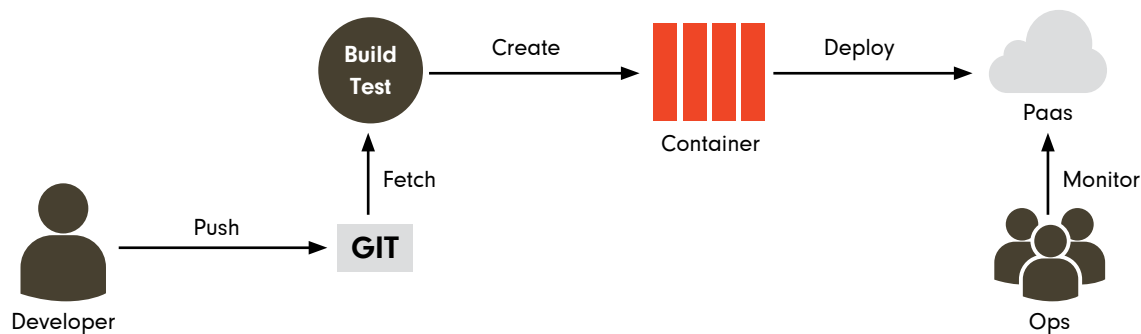 Build
Test
Create
Deploy
Container
Paas
Fetch
Monitor
Push
GIT
Developer
Ops